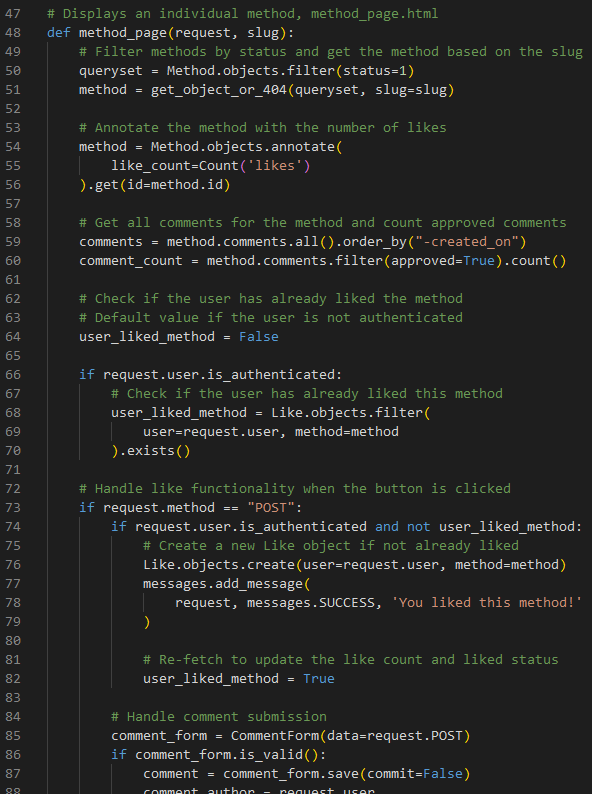 47 # Displays an individual method, method_page.html
48 def method_page(request, slug):
49     # Filter methods by status and get the method based on the slug
50     queryset = Method.objects.filter(status=1)
51     method = get_object_or_404(queryset, slug=slug)
52
53     # Annotate the method with the number of likes
54     method = Method.objects.annotate(
55         like_count=Count('likes')
56     ).get(id=method.id)
57
58     # Get all comments for the method and count approved comments
59     comments = method.comments.all().order_by("-created_on")
60     comment_count = method.comments.filter(approved=True).count()
61
62     # Check if the user has already liked the method
63     # Default value if the user is not authenticated
64     user_liked_method = False
65
66     if request.user.is_authenticated:
67         # Check if the user has already liked this method
68         user_liked_method = Like.objects.filter(
69             user=request.user, method=method
70         ).exists()
71
72     # Handle like functionality when the button is clicked
73     if request.method == "POST":
74         if request.user.is_authenticated and not user_liked_method:
75             # Create a new Like object if not already liked
76             Like.objects.create(user=request.user, method=method)
77             messages.add_message(
78                 request, messages.SUCCESS, 'You liked this method!'
79             )
80
81             # Re-fetch to update the like count and liked status
82             user_liked_method = True
83
84         # Handle comment submission
85         comment_form = CommentForm(data=request.POST)
86         if comment_form.is_valid():
87             comment = comment_form.save(commit=False)
88             comment.author = request.user